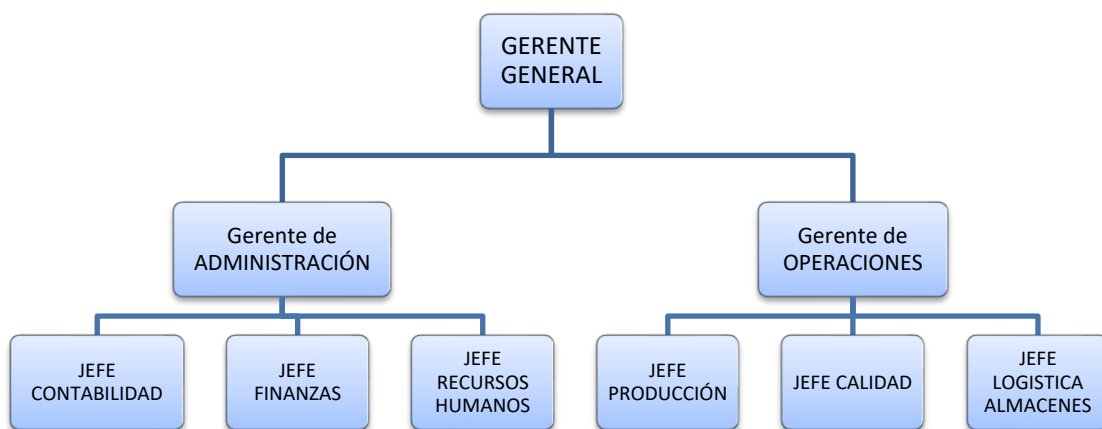 GERENTE
GENERAL
Gerente de
ADMINISTRACIÓN
Gerente de
OPERACIONES
JEFE
CONTABILIDAD
JEFE
FINANZAS
JEFE
RECURSOS
HUMANOS
JEFE
PRODUCCIÓN
JEFE CALIDAD
JEFE
LOGISTICA
ALMACENES